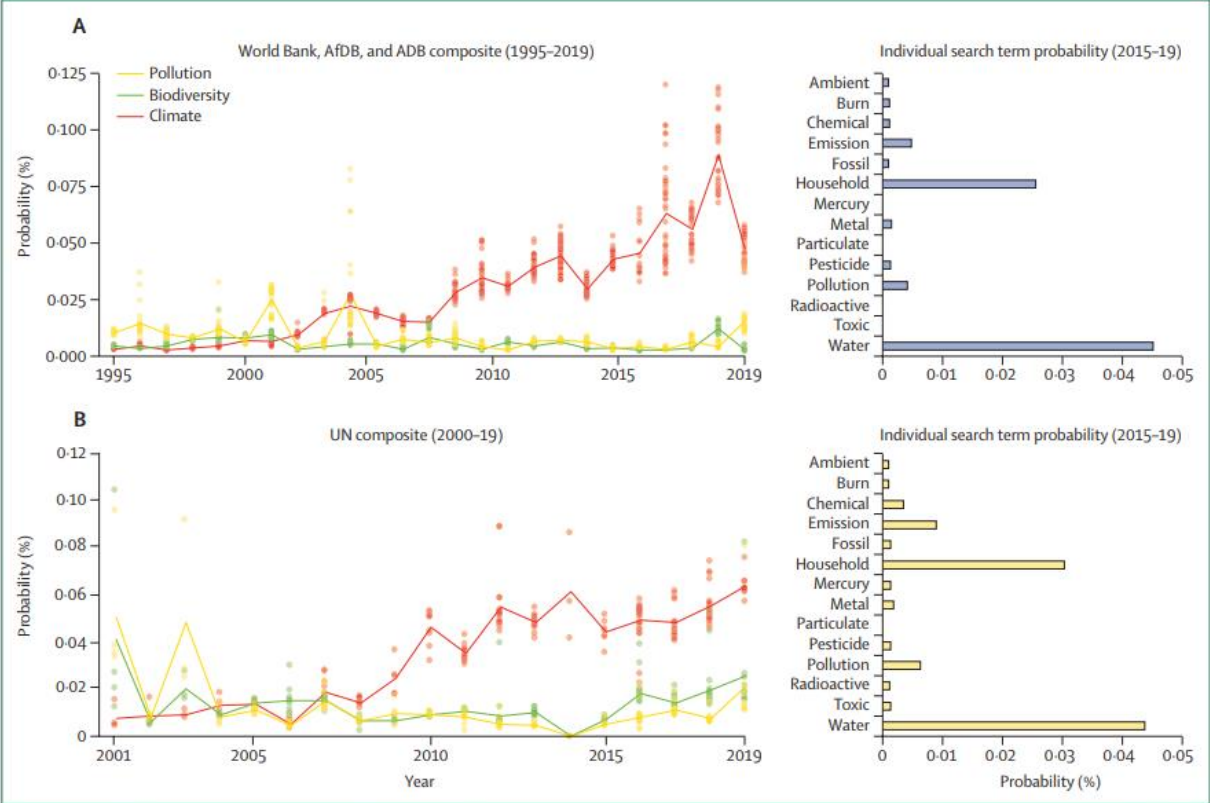 A
World Bank, AfDB, and ADB composite (1995–2019)
Pollution
Biodiversity
Climate
Probability (%)
0·125
0·100
0·075
0·050
0·025
0·000
1995
2000
2005
2010
2015
2019
Individual search term probability (2015–19)
Ambient
Burn
Chemical
Emission
Fossil
Household
Mercury
Metal
Particulate
Pesticide
Pollution
Radioactive
Toxic
Water
0
0·01
0·02
0·03
0·04
0·05
B
UN composite (2000–19)
Probability (%)
0·12
0·10
0·08
0·06
0·04
0·02
0
2001
2005
2010
2015
2019
Year
Individual search term probability (2015–19)
Ambient
Burn
Chemical
Emission
Fossil
Household
Mercury
Metal
Particulate
Pesticide
Pollution
Radioactive
Toxic
Water
0
0·01
0·02
0·03
0·04
0·05
Probability (%)